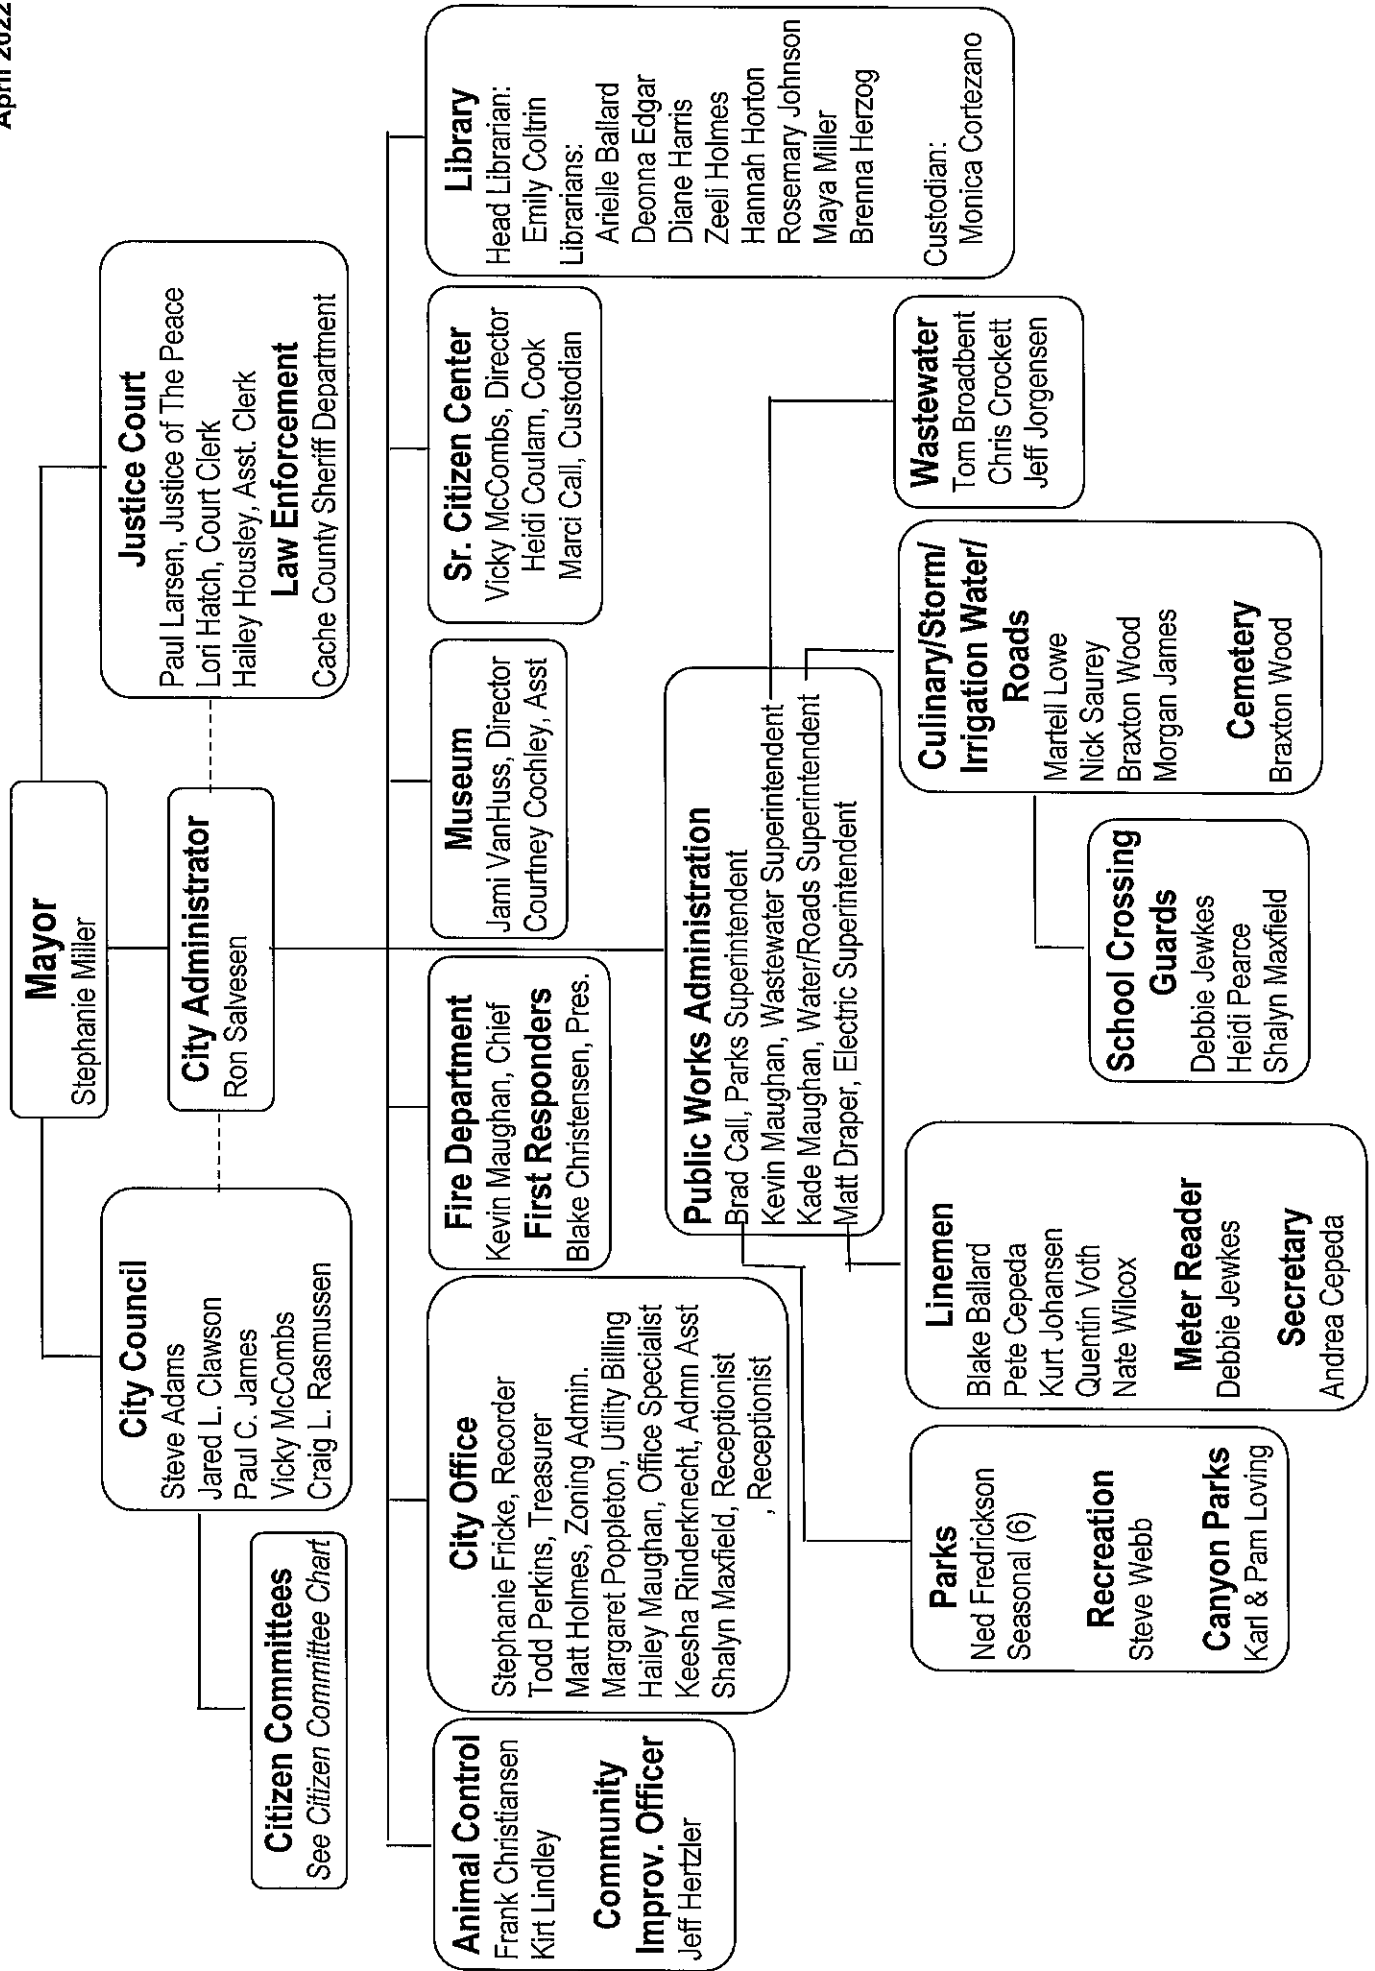 April 2022
Mayor
Stephanie Miller
City Council
Steve Adams
Jared L. Clawson
Paul C. James
Vicky McCombs
Craig L. Rasmussen
City Administrator
Ron Salvesen
Justice Court
Paul Larsen, Justice of The Peace
Lori Hatch, Court Clerk
Hailey Housley, Asst. Clerk
Law Enforcement
Cache County Sheriff Department
Citizen Committees
See Citizen Committee Chart
Animal Control
Frank Christiansen
Kirt Lindley
Community
Improv. Officer
Jeff Hertzler
City Office
Stephanie Fricke, Recorder
Todd Perkins, Treasurer
Matt Holmes, Zoning Admin.
Margaret Poppleton, Utility Billing
Hailey Maughan, Office Specialist
Keesha Rinderknecht, Admn Asst
Shalyn Maxfield, Receptionist
, Receptionist
Fire Department
Kevin Maughan, Chief
First Responders
Blake Christensen, Pres.
Museum
Jami VanHuss, Director
Courtney Cochley, Asst
Sr. Citizen Center
Vicky McCombs, Director
Heidi Coulam, Cook
Marci Call, Custodian
Library
Head Librarian:
Emily Coltrin
Librarians:
Arielle Ballard
Deonna Edgar
Diane Harris
Zeeli Holmes
Hannah Horton
Rosemary Johnson
Maya Miller
Brenna Herzog
Custodian:
Monica Cortezano
Public Works Administration
Brad Call, Parks Superintendent
Kevin Maughan, Wastewater Superintendent
Kade Maughan, Water/Roads Superintendent
Matt Draper, Electric Superintendent
Parks
Ned Fredrickson
Seasonal (6)
Recreation
Steve Webb
Canyon Parks
Karl & Pam Loving
Linemen
Blake Ballard
Pete Cepeda
Kurt Johansen
Quentin Voth
Nate Wilcox
Meter Reader
Debbie Jewkes
Secretary
Andrea Cepeda
School Crossing
Guards
Debbie Jewkes
Heidi Pearce
Shalyn Maxfield
Culinary/Storm/
Irrigation Water/
Roads
Martell Lowe
Nick Saurey
Braxton Wood
Morgan James
Cemetery
Braxton Wood
Wastewater
Tom Broadbent
Chris Crockett
Jeff Jorgensen